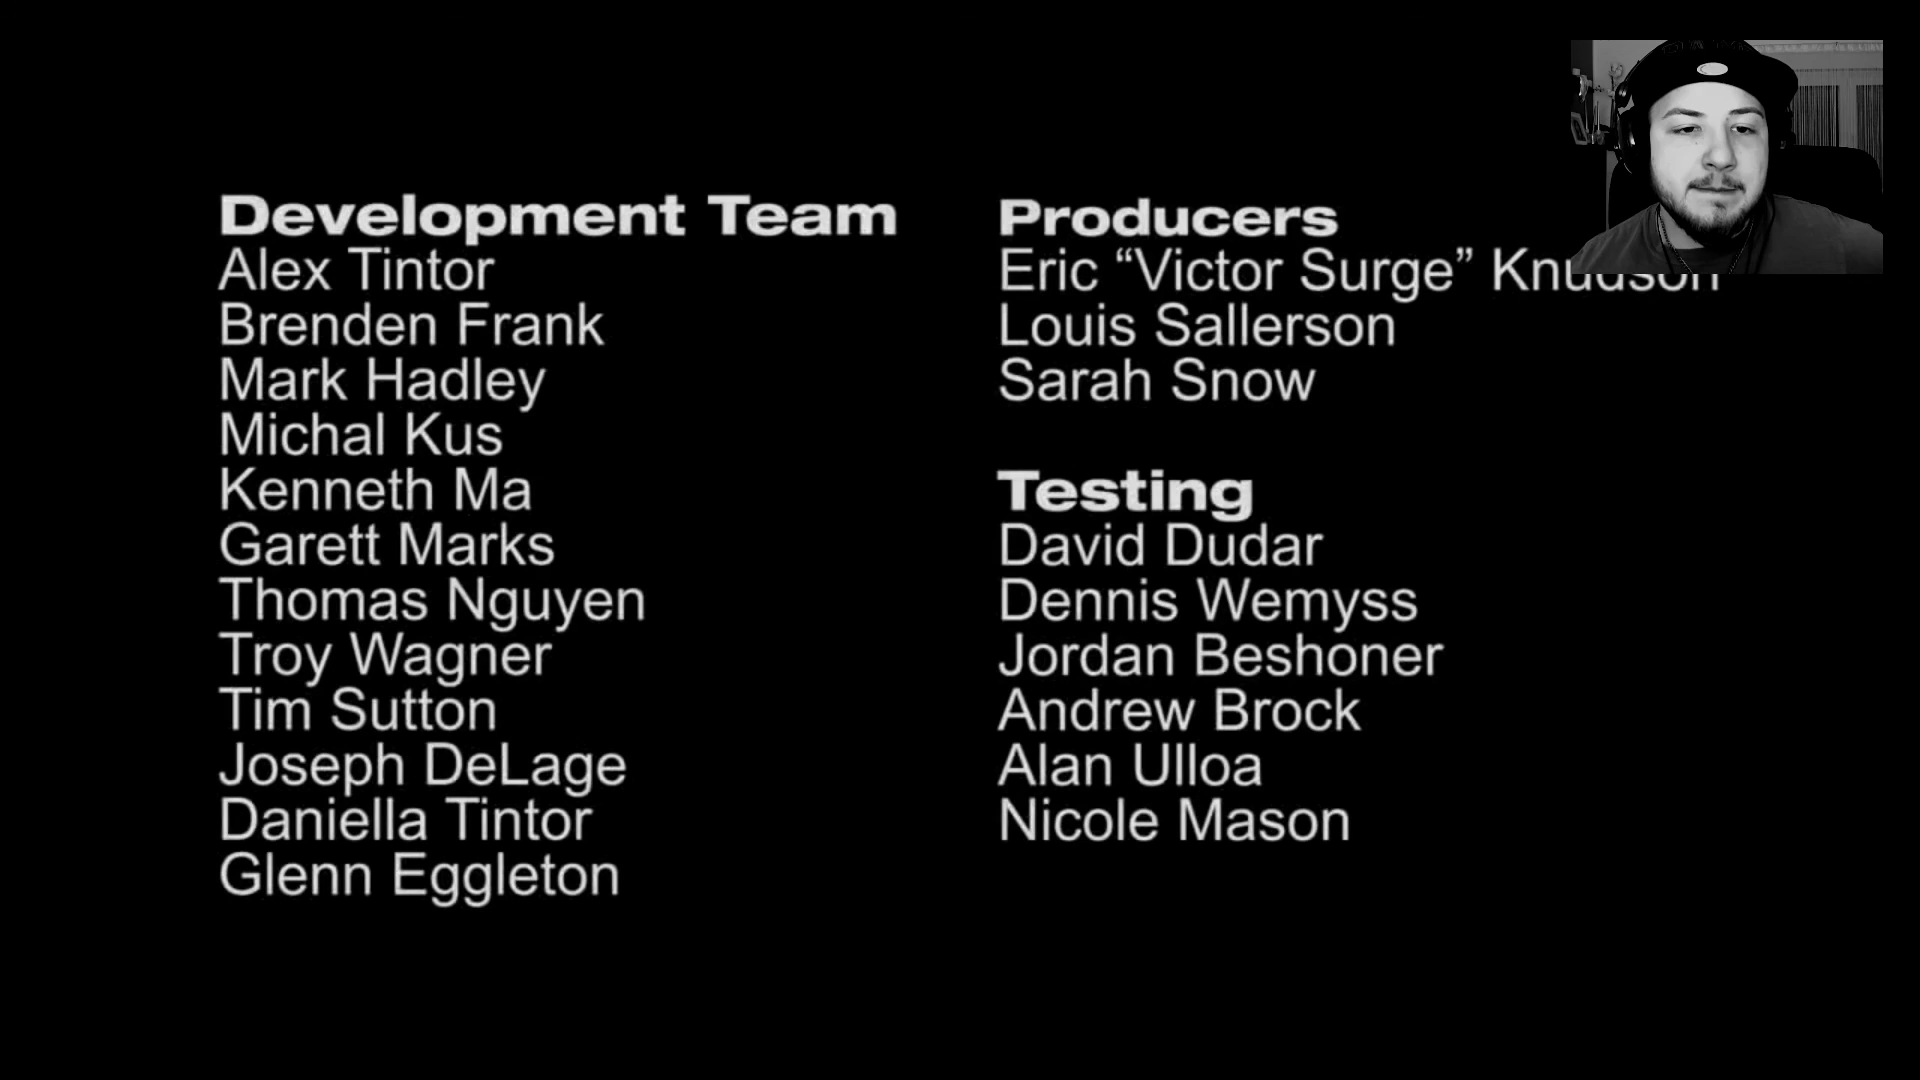 Development Team
Alex Tintor
Brenden Frank
Mark Hadley
Michal Kus
Kenneth Ma
Garett Marks
Thomas Nguyen
Troy Wagner
Tim Sutton
Joseph DeLage
Daniella Tintor
Glenn Eggleton
Producers
Eric “Victor Surge” Knudson
Louis Sallerson
Sarah Snow
Testing
David Dudar
Dennis Wemyss
Jordan Beshoner
Andrew Brock
Alan Ulloa
Nicole Mason